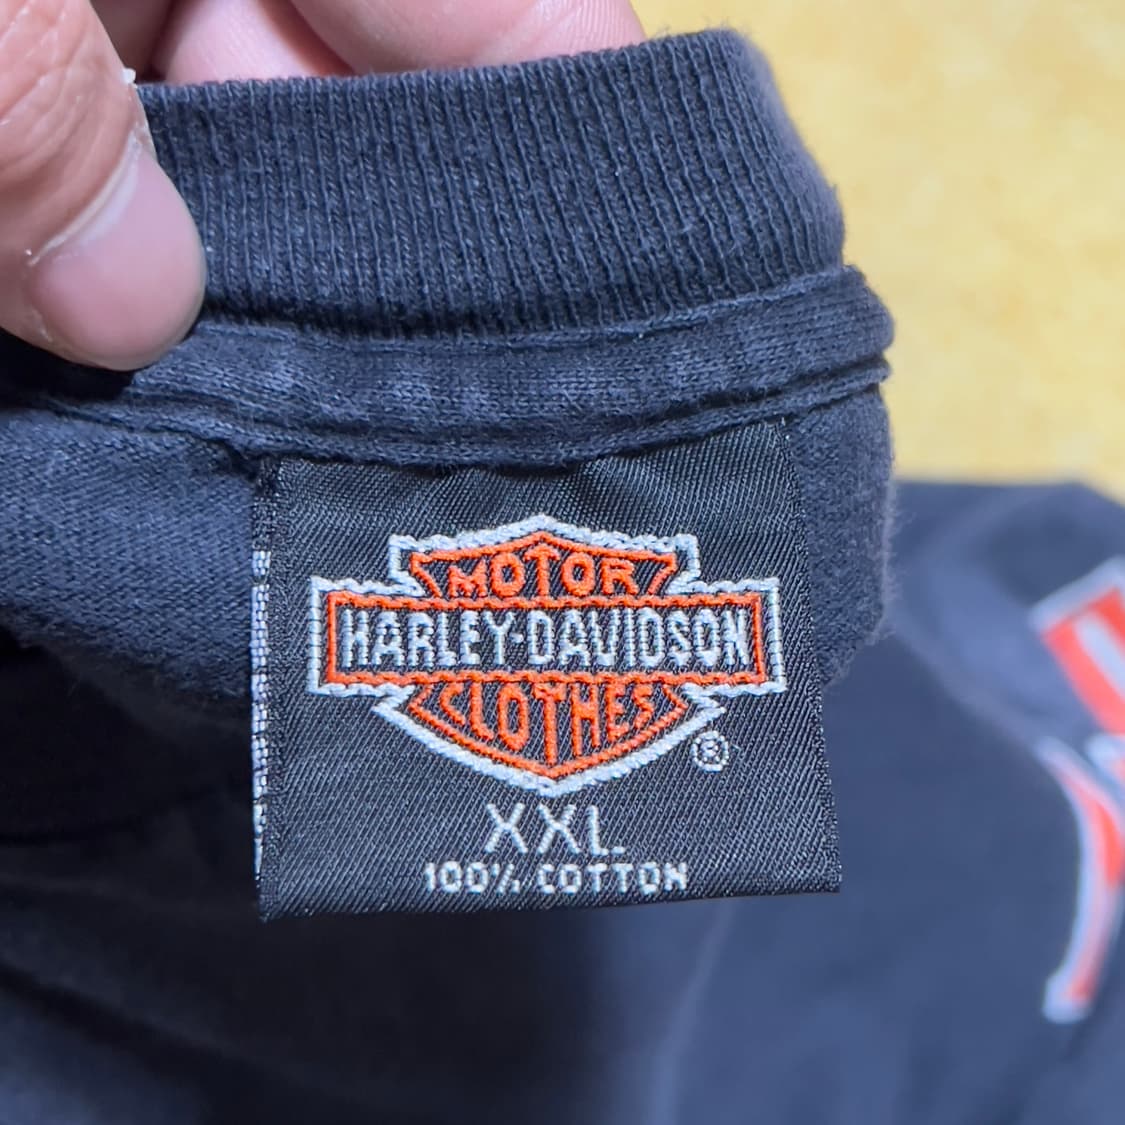 MOTOR
HARLEY-DAVIDSON
CLOTHES
®
XXL
100% COTTON